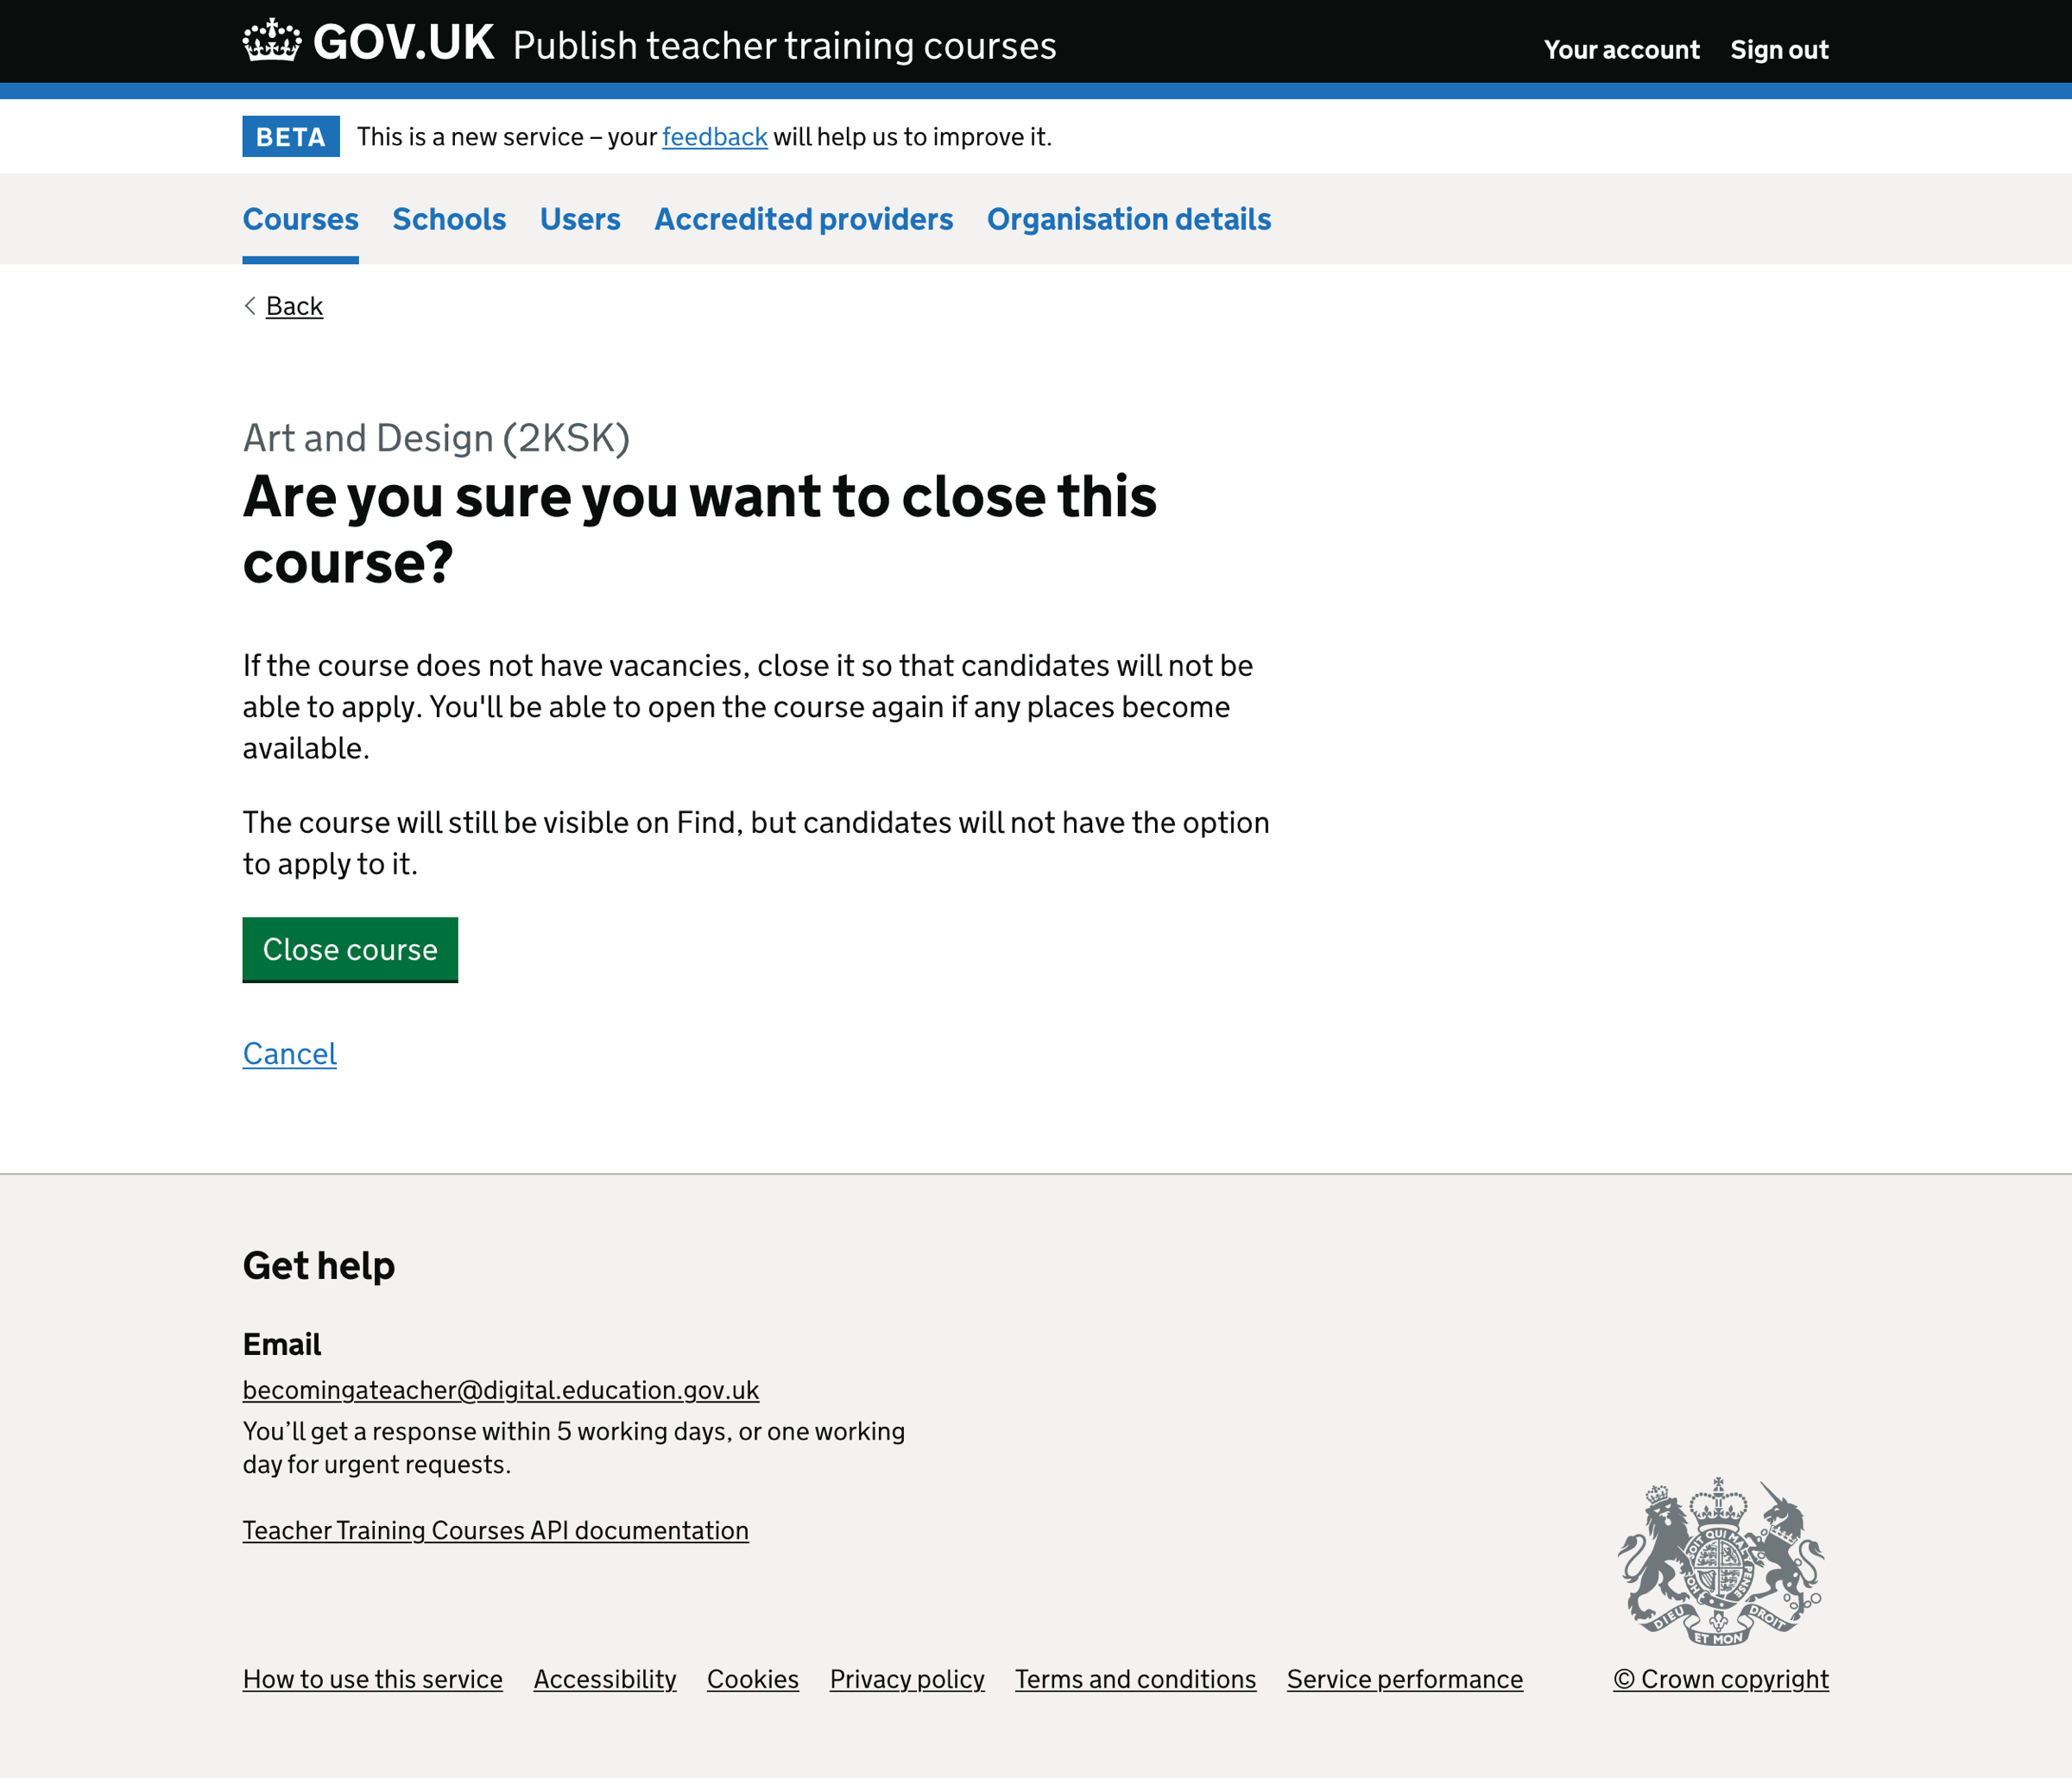 GOV.UK Publish teacher training courses
Your account Sign out
BETA This is a new service – your feedback will help us to improve it.
Courses Schools Users Accredited providers Organisation details
Back
Art and Design (2KSK)
Are you sure you want to close this
course?
If the course does not have vacancies, close it so that candidates will not be
able to apply. You'll be able to open the course again if any places become
available.
The course will still be visible on Find, but candidates will not have the option
to apply to it.
Close course
Cancel
Get help
Email
becomingateacher@digital.education.gov.uk
You’ll get a response within 5 working days, or one working
day for urgent requests.
Teacher Training Courses API documentation
DIEU ET MON DROIT
How to use this service Accessibility Cookies Privacy policy Terms and conditions Service performance
© Crown copyright